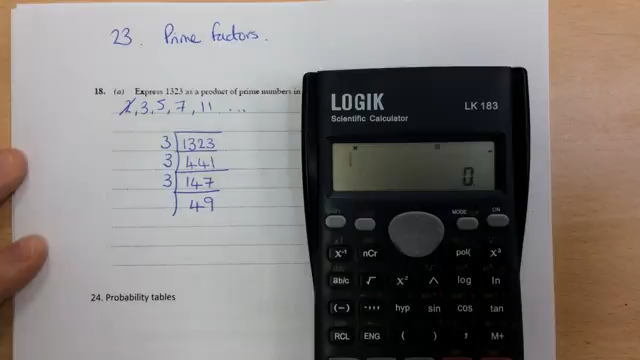 23. Prime Factors.
18. (a) Express 1323 as a product of prime numbers in
2, 3, 5, 7, 11 ...
3 1323
3 441
3 147
49
24. Probability tables
LOGIK
LK 183
Scientific Calculator
0.
MODE ON
X-1 nCr Pol( X³
ab/c √ X² ^ log ln
(−) °'" hyp sin cos tan
RCL ENG ( ) , M+